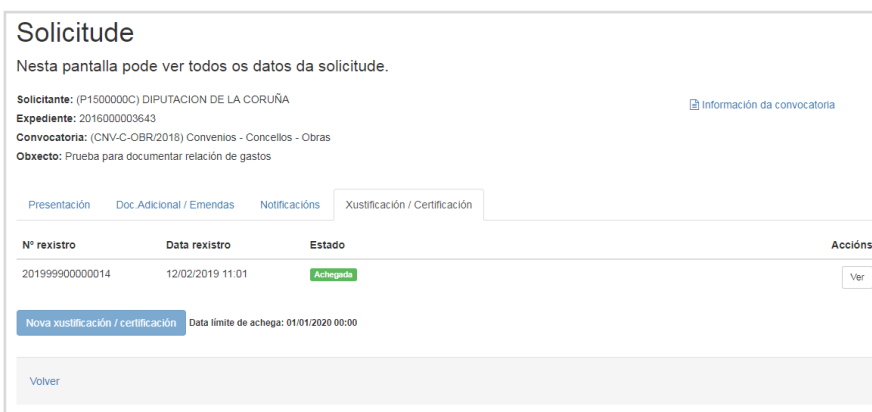 Solicitude
Nesta pantalla pode ver todos os datos da solicitude.
Solicitante: (P1500000C) DIPUTACION DE LA CORUÑA
Información da convocatoria
Expediente: 2016000003643
Convocatoria: (CNV-C-OBR/2018) Convenios - Concellos - Obras
Obxecto: Prueba para documentar relación de gastos
Presentación Doc.Adicional / Emendas Notificacións Xustificación / Certificación
Nº rexistro Data rexistro Estado Accións
201999900000014 12/02/2019 11:01 Achegada Ver
Nova xustificación / certificación Data límite de achega: 01/01/2020 00:00
Volver